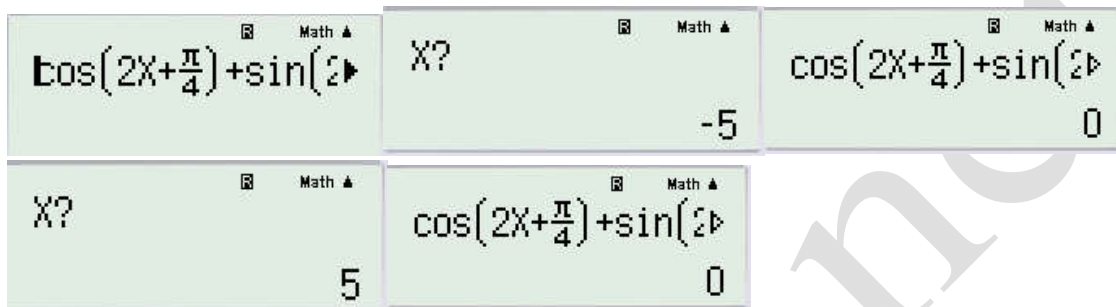 R Math ▲
cos(2X+π/4)+sin(2▶
R Math ▲
X?
-5
R Math ▲
cos(2X+π/4)+sin(2▷
0
R Math ▲
X?
5
R Math ▲
cos(2X+π/4)+sin(2▷
0